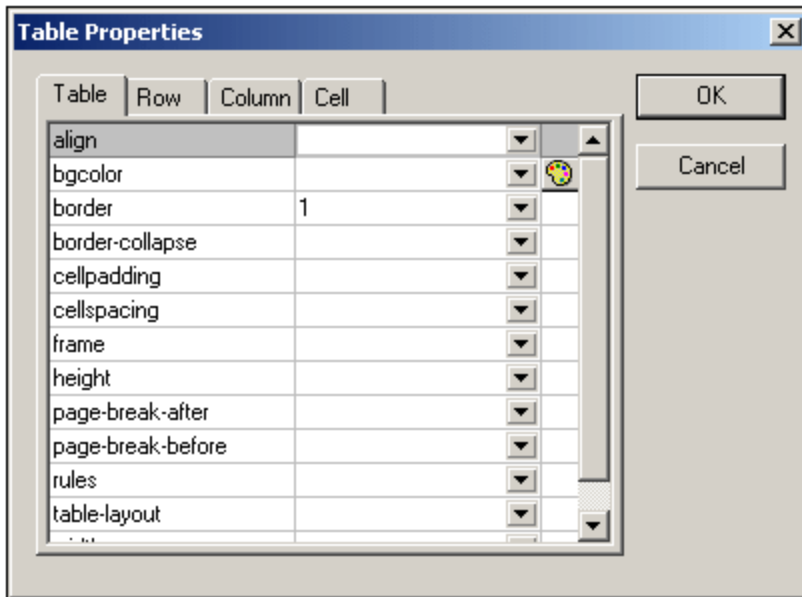 Table Properties
Table Row Column Cell
OK
Cancel
align
bgcolor
border 1
border-collapse
cellpadding
cellspacing
frame
height
page-break-after
page-break-before
rules
table-layout